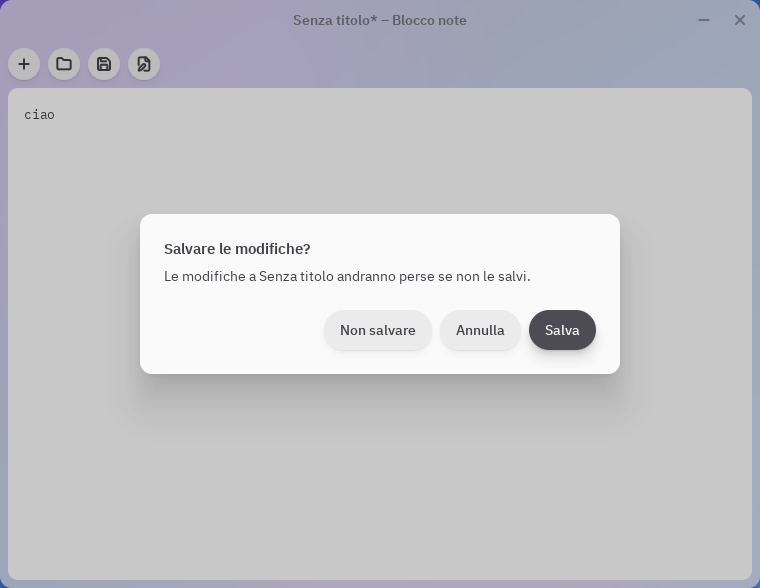 Senza titolo* – Blocco note
ciao
Salvare le modifiche?
Le modifiche a Senza titolo andranno perse se non le salvi.
Non salvare Annulla Salva